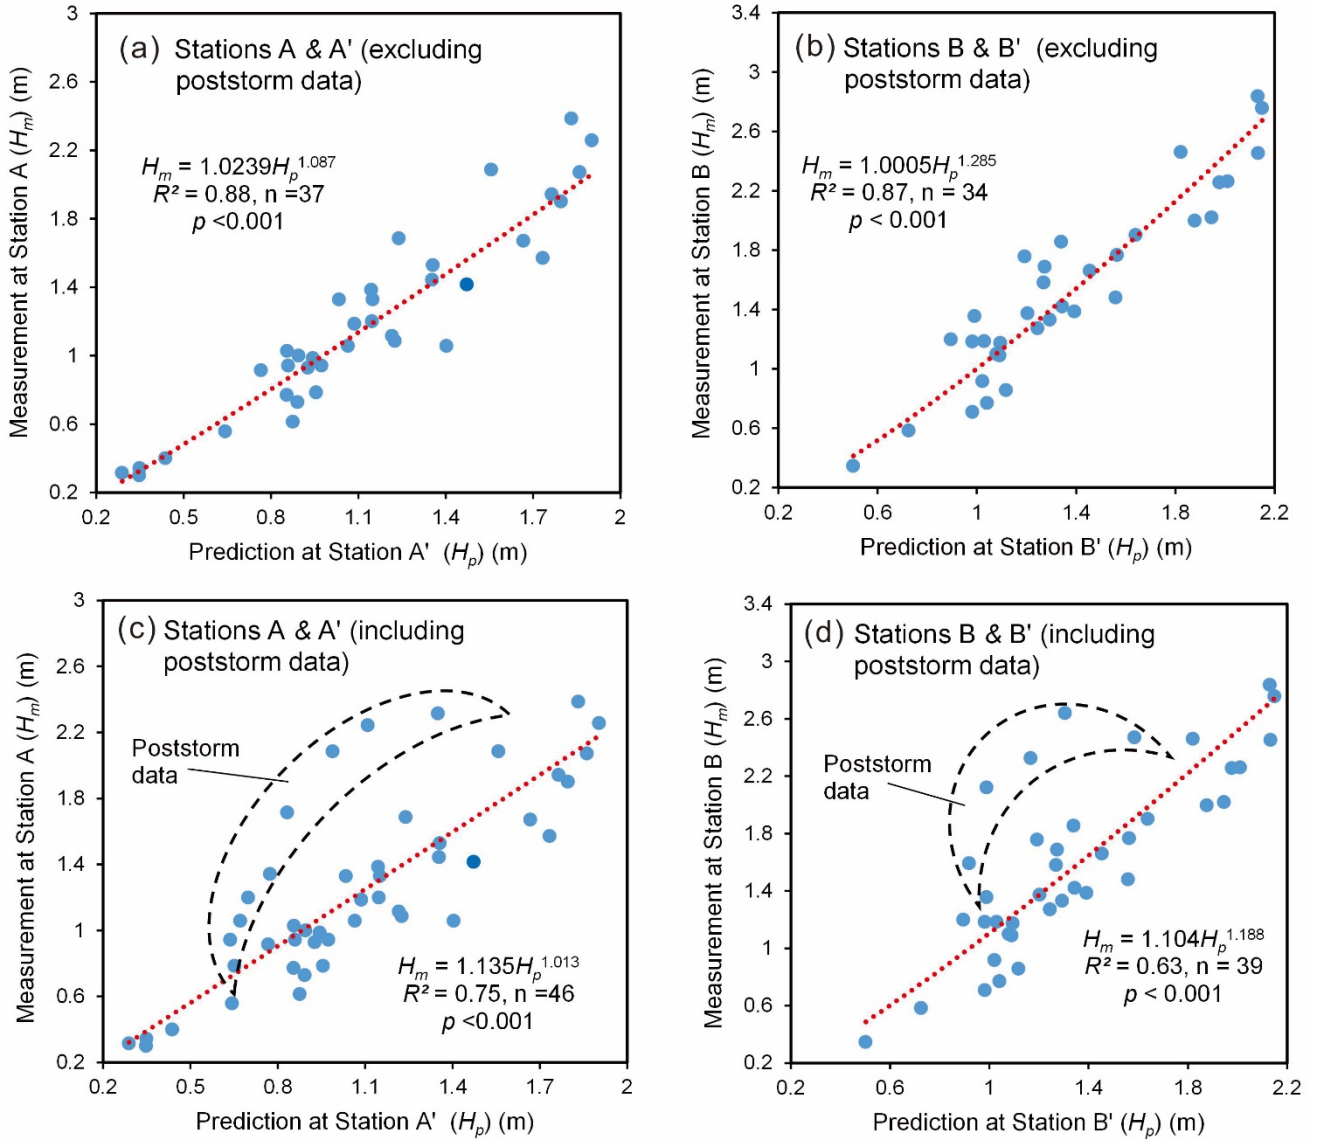 (a) Stations A & A' (excluding
poststorm data)
Hm = 1.0239Hp^1.087
R² = 0.88, n =37
p <0.001
3
2.6
2.2
1.8
1.4
1
0.6
0.2
0.2 0.5 0.8 1.1 1.4 1.7 2
Measurement at Station A (Hm) (m)
Prediction at Station A' (Hp) (m)
(b) Stations B & B' (excluding
poststorm data)
Hm = 1.0005Hp^1.285
R² = 0.87, n = 34
p < 0.001
3.4
3
2.6
2.2
1.8
1.4
1
0.6
0.2
0.2 0.6 1 1.4 1.8 2.2
Measurement at Station B (Hm) (m)
Prediction at Station B' (Hp) (m)
(c) Stations A & A' (including
poststorm data)
Poststorm
data
Hm = 1.135Hp^1.013
R² = 0.75, n =46
p <0.001
3
2.6
2.2
1.8
1.4
1
0.6
0.2
0.2 0.5 0.8 1.1 1.4 1.7 2
Measurement at Station A (Hm) (m)
Prediction at Station A' (Hp) (m)
(d) Stations B & B' (including
poststorm data)
Poststorm
data
Hm = 1.104Hp^1.188
R² = 0.63, n = 39
p < 0.001
3.4
3
2.6
2.2
1.8
1.4
1
0.6
0.2
0.2 0.6 1 1.4 1.8 2.2
Measurement at Station B (Hm) (m)
Prediction at Station B' (Hp) (m)